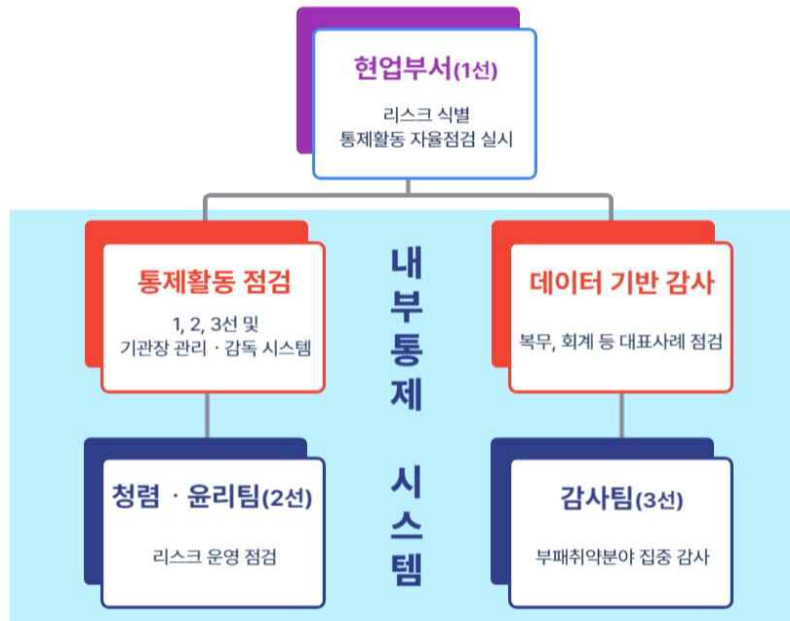 현업부서(1선)
리스크 식별
통제활동 자율점검 실시
통제활동 점검
1, 2, 3선 및
기관장 관리 · 감독 시스템
내부통제 시스템
데이터 기반 감사
복무, 회계 등 대표사례 점검
청렴 · 윤리팀(2선)
리스크 운영 점검
감사팀(3선)
부패취약분야 집중 감사